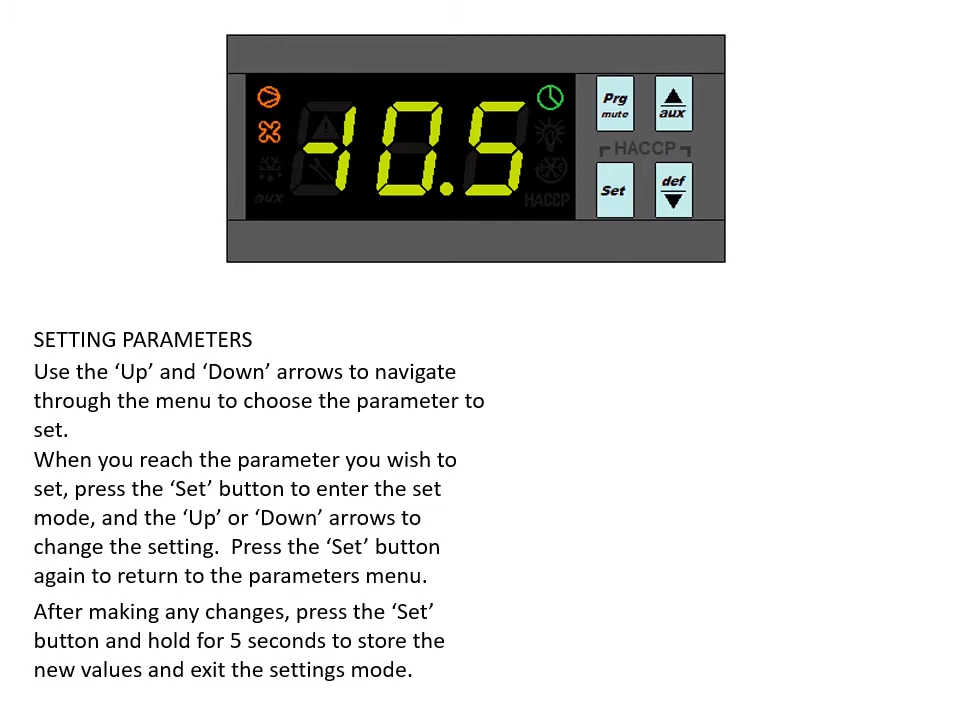 -10.5
Prg
mute
aux
HACCP
Set
def
aux
HACCP
SETTING PARAMETERS
Use the ‘Up’ and ‘Down’ arrows to navigate
through the menu to choose the parameter to
set.
When you reach the parameter you wish to
set, press the ‘Set’ button to enter the set
mode, and the ‘Up’ or ‘Down’ arrows to
change the setting.  Press the ‘Set’ button
again to return to the parameters menu.
After making any changes, press the ‘Set’
button and hold for 5 seconds to store the
new values and exit the settings mode.